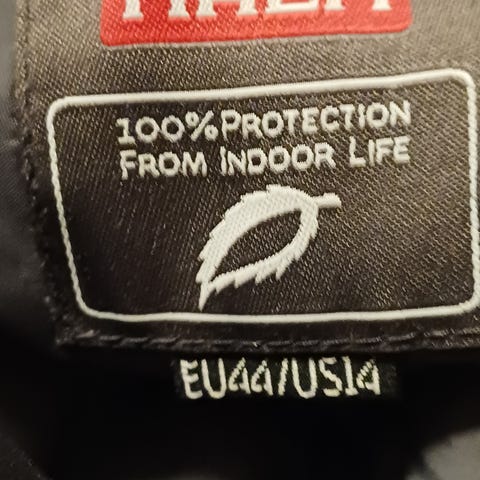 100% PROTECTION
FROM INDOOR LIFE
EU44/US14